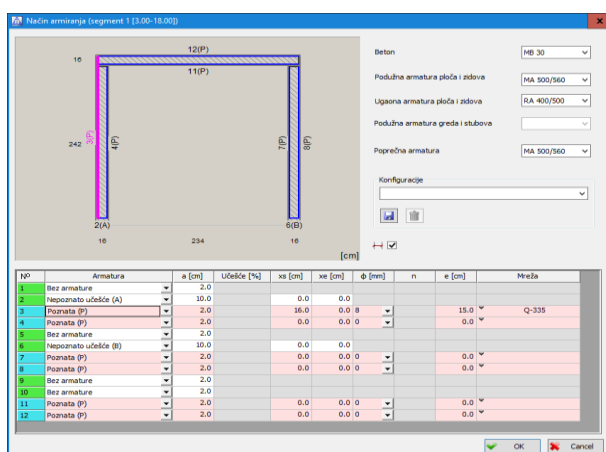 Način armiranja (segment 1 [3.00-18.00])
12(P)
16
11(P)
242
3(P)
4(P)
7(P)
8(P)
2(A)
6(B)
16 234 16
[cm]
Beton MB 30
Podužna armatura ploča i zidova MA 500/560
Ugaona armatura ploča i zidova RA 400/500
Podužna armatura greda i stubova
Poprečna armatura MA 500/560
Konfiguracije
Nº Armatura a [cm] Učešće [%] xs [cm] xe [cm] ф [mm] n e [cm] Mreža
1 Bez armature 2.0
2 Nepoznato učešće (A) 10.0 0.0 0.0
3 Poznata (P) 2.0 16.0 0.0 8 15.0 Q-335
4 Poznata (P) 2.0 0.0 0.0 0 0.0
5 Bez armature 2.0
6 Nepoznato učešće (B) 10.0 0.0 0.0
7 Poznata (P) 2.0 0.0 0.0 0 0.0
8 Poznata (P) 2.0 0.0 0.0 0 0.0
9 Bez armature 2.0
10 Bez armature 2.0
11 Poznata (P) 2.0 0.0 0.0 0 0.0
12 Poznata (P) 2.0 0.0 0.0 0 0.0
OK Cancel